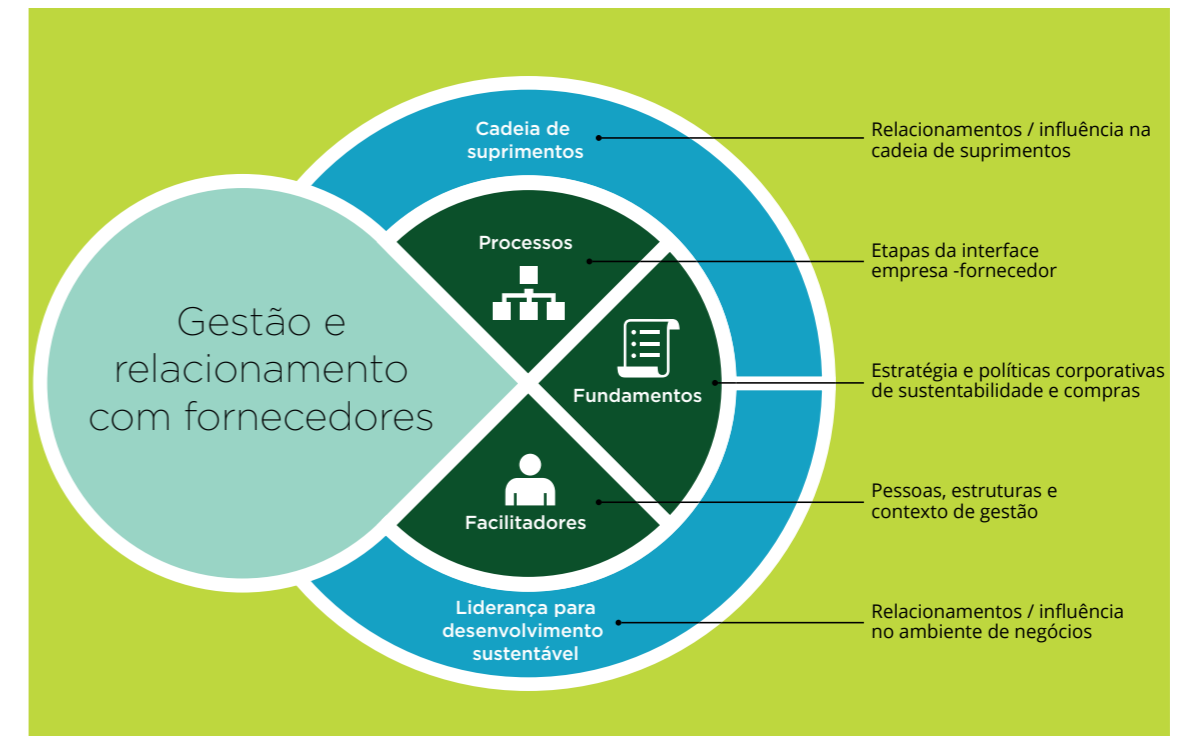 Cadeia de
suprimentos
Relacionamentos / influência na
cadeia de suprimentos
Processos
Etapas da interface
empresa -fornecedor
Gestão e
relacionamento
com fornecedores
Fundamentos
Estratégia e políticas corporativas
de sustentabilidade e compras
Facilitadores
Pessoas, estruturas e
contexto de gestão
Liderança para
desenvolvimento
sustentável
Relacionamentos / influência
no ambiente de negócios